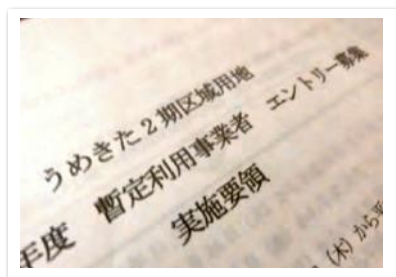 うめきた2期区域用地
年度 暫定利用事業者 エントリー募集
実施要領
(木) から平